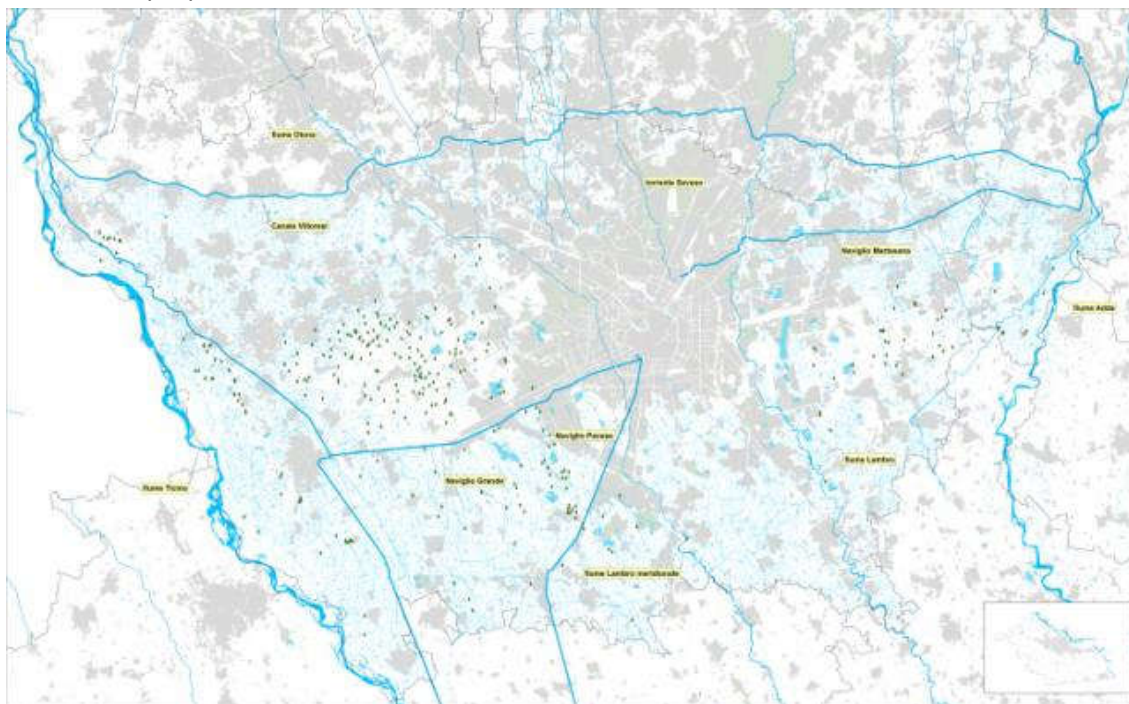 fiume Olona
torrente Seveso
Canale Villoresi
Naviglio Martesana
fiume Adda
Naviglio Pavese
fiume Lambro
Naviglio Grande
fiume Ticino
fiume Lambro meridionale